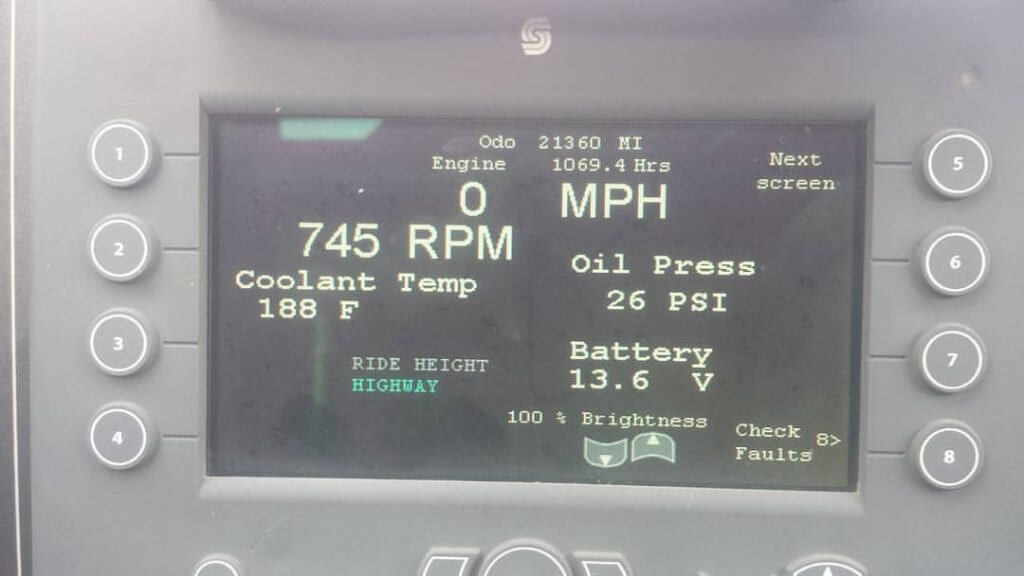 Odo 21360 MI
Engine 1069.4 Hrs
Next
screen
0 MPH
745 RPM
Oil Press
26 PSI
Coolant Temp
188 F
Battery
13.6 V
RIDE HEIGHT
HIGHWAY
100 % Brightness
Check 8>
Faults
1
2
3
4
5
6
7
8